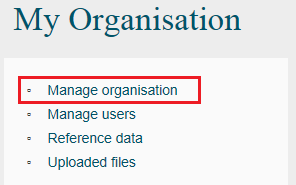 My Organisation
Manage organisation
Manage users
Reference data
Uploaded files